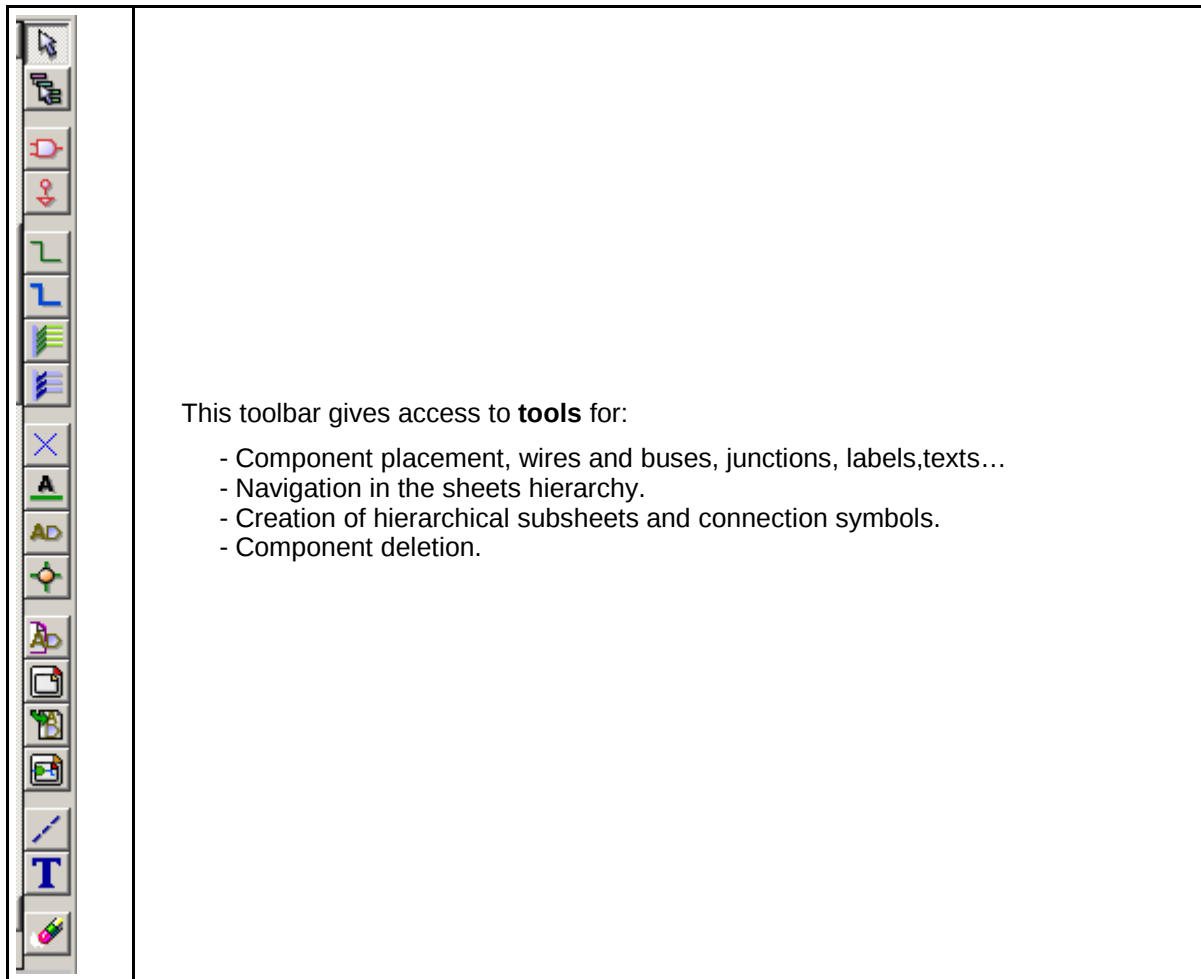 A
AD
A
T
This toolbar gives access to tools for:
- Component placement, wires and buses, junctions, labels,texts…
- Navigation in the sheets hierarchy.
- Creation of hierarchical subsheets and connection symbols.
- Component deletion.